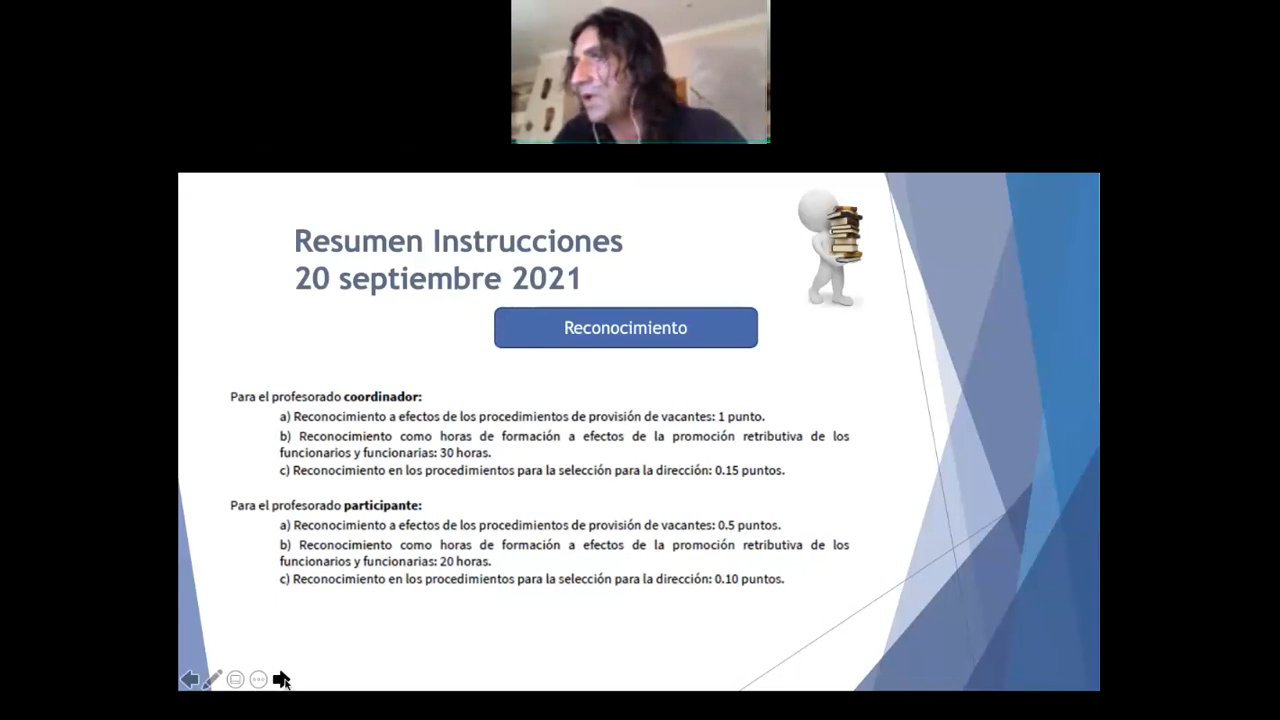 Resumen Instrucciones
20 septiembre 2021
Reconocimiento
Para el profesorado coordinador:
a) Reconocimiento a efectos de los procedimientos de provisión de vacantes: 1 punto.
b) Reconocimiento como horas de formación a efectos de la promoción retributiva de los
funcionarios y funcionarias: 30 horas.
c) Reconocimiento en los procedimientos para la selección para la dirección: 0.15 puntos.
Para el profesorado participante:
a) Reconocimiento a efectos de los procedimientos de provisión de vacantes: 0.5 puntos.
b) Reconocimiento como horas de formación a efectos de la promoción retributiva de los
funcionarios y funcionarias: 20 horas.
c) Reconocimiento en los procedimientos para la selección para la dirección: 0.10 puntos.